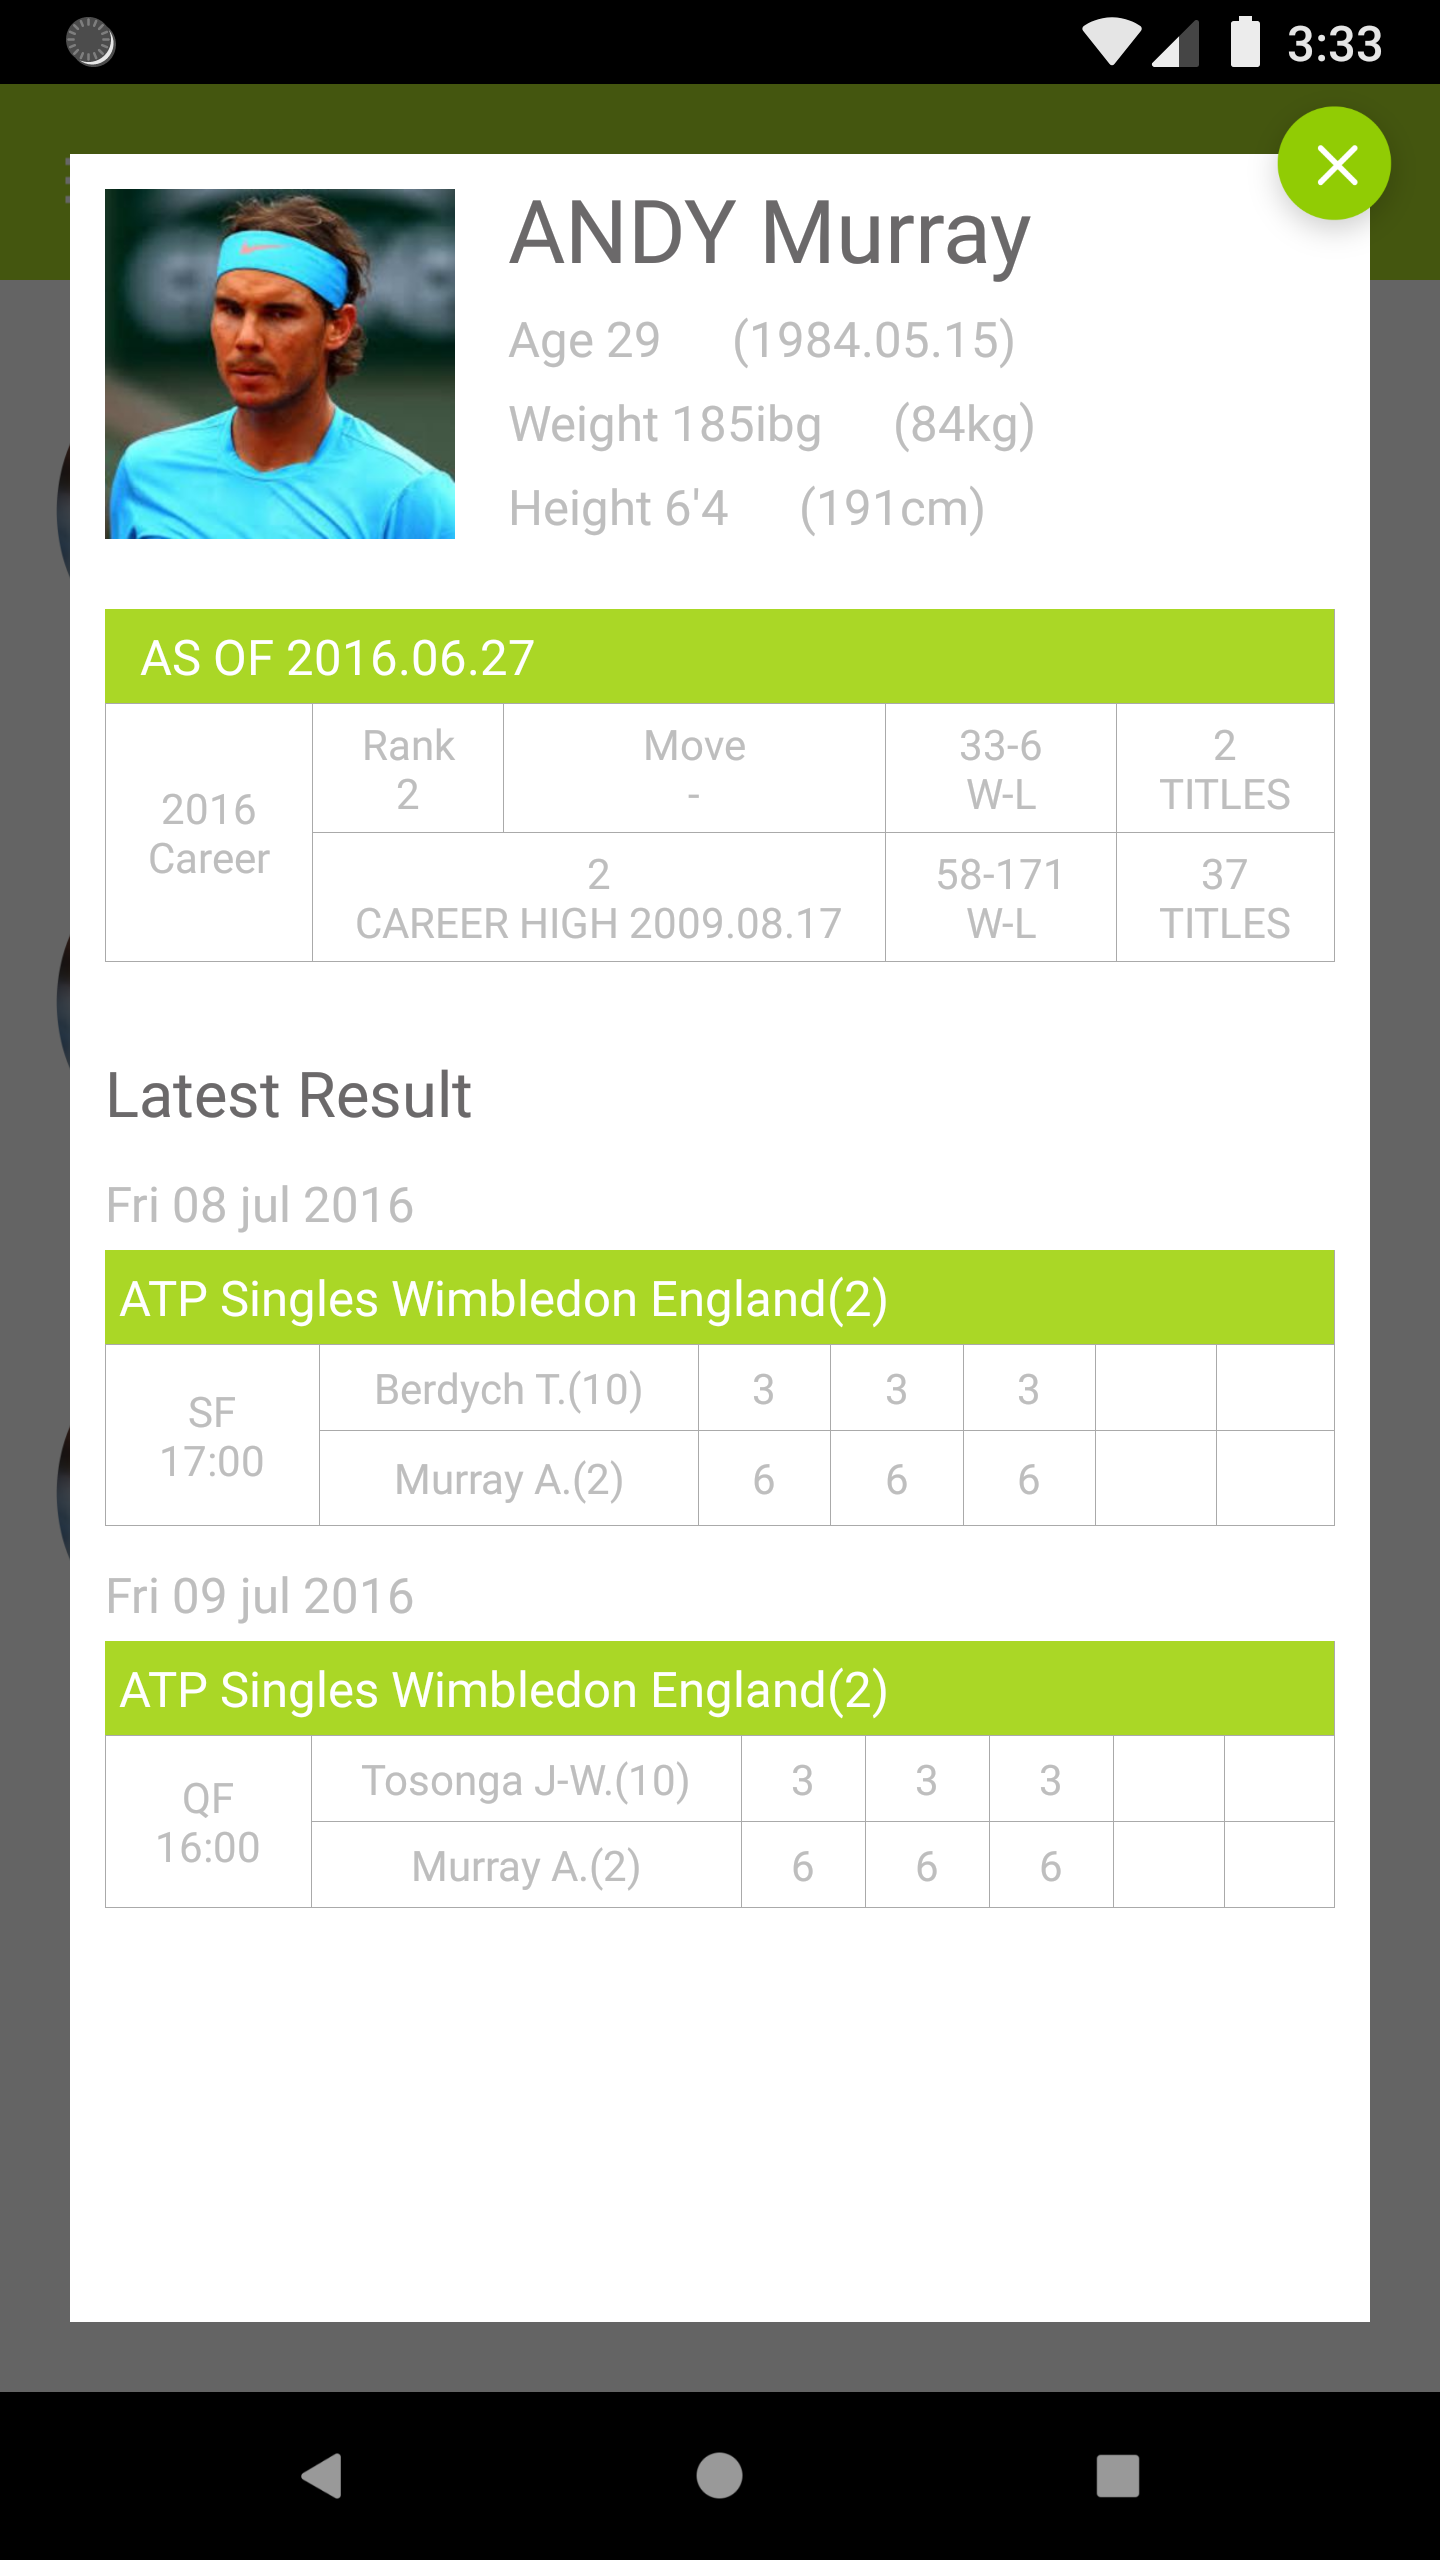 3:33
ANDY Murray
Age 29 (1984.05.15)
Weight 185ibg (84kg)
Height 6'4 (191cm)
AS OF 2016.06.27
2016
Career
Rank
2
Move
-
33-6
W-L
2
TITLES
2
CAREER HIGH 2009.08.17
58-171
W-L
37
TITLES
Latest Result
Fri 08 jul 2016
ATP Singles Wimbledon England(2)
SF
17:00
Berdych T.(10) 3 3 3
Murray A.(2) 6 6 6
Fri 09 jul 2016
ATP Singles Wimbledon England(2)
QF
16:00
Tosonga J-W.(10) 3 3 3
Murray A.(2) 6 6 6